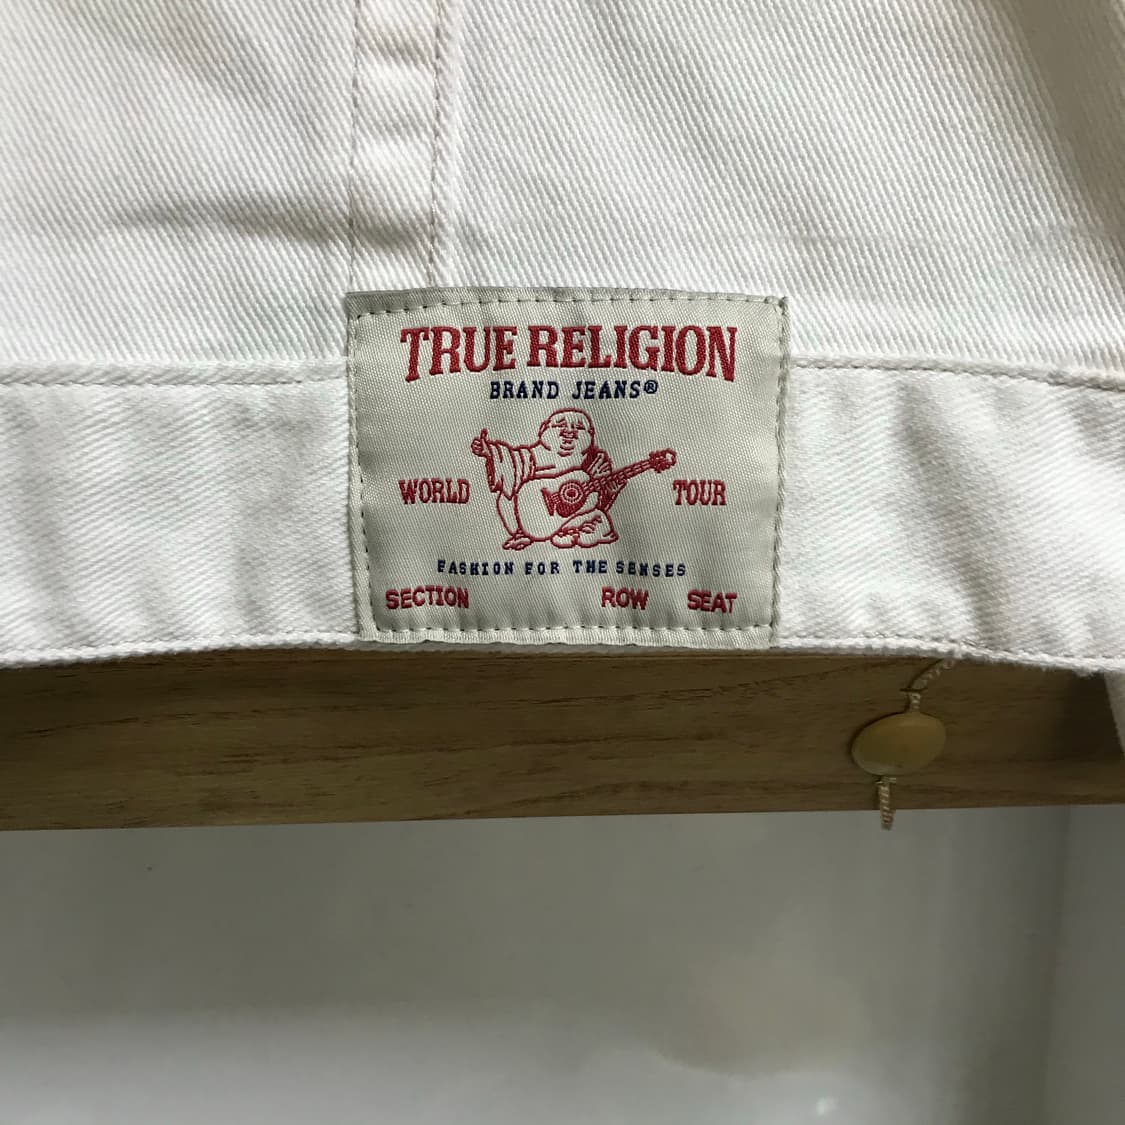 TRUE RELIGION
BRAND JEANS®
WORLD TOUR
FASHION FOR THE SENSES
SECTION ROW SEAT